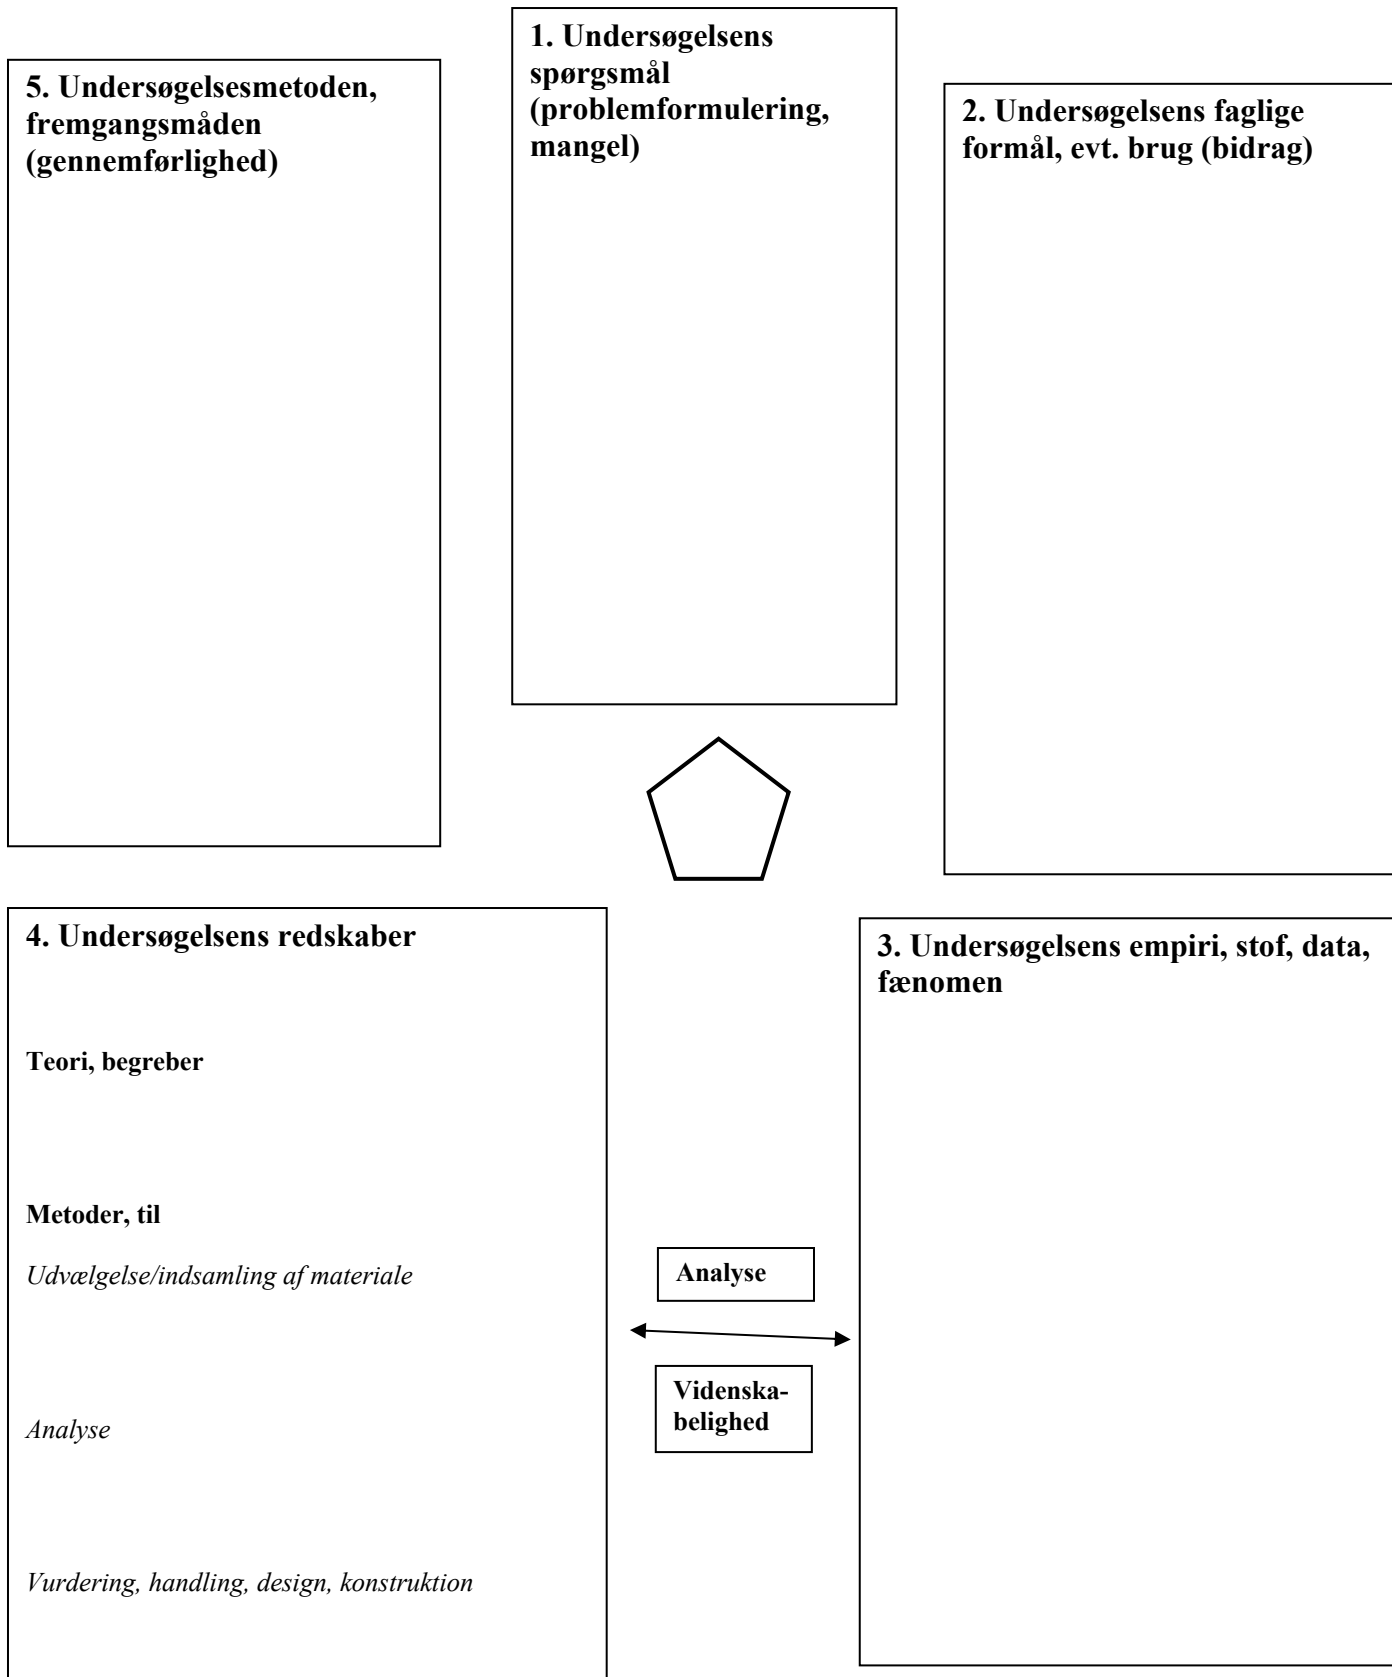 1. Undersøgelsens
spørgsmål
(problemformulering,
mangel)
5. Undersøgelsesmetoden,
fremgangsmåden
(gennemførlighed)
2. Undersøgelsens faglige
formål, evt. brug (bidrag)
4. Undersøgelsens redskaber
Teori, begreber
Metoder, til
Udvælgelse/indsamling af materiale
Analyse
Vurdering, handling, design, konstruktion
Analyse
Videnska-
belighed
3. Undersøgelsens empiri, stof, data,
fænomen